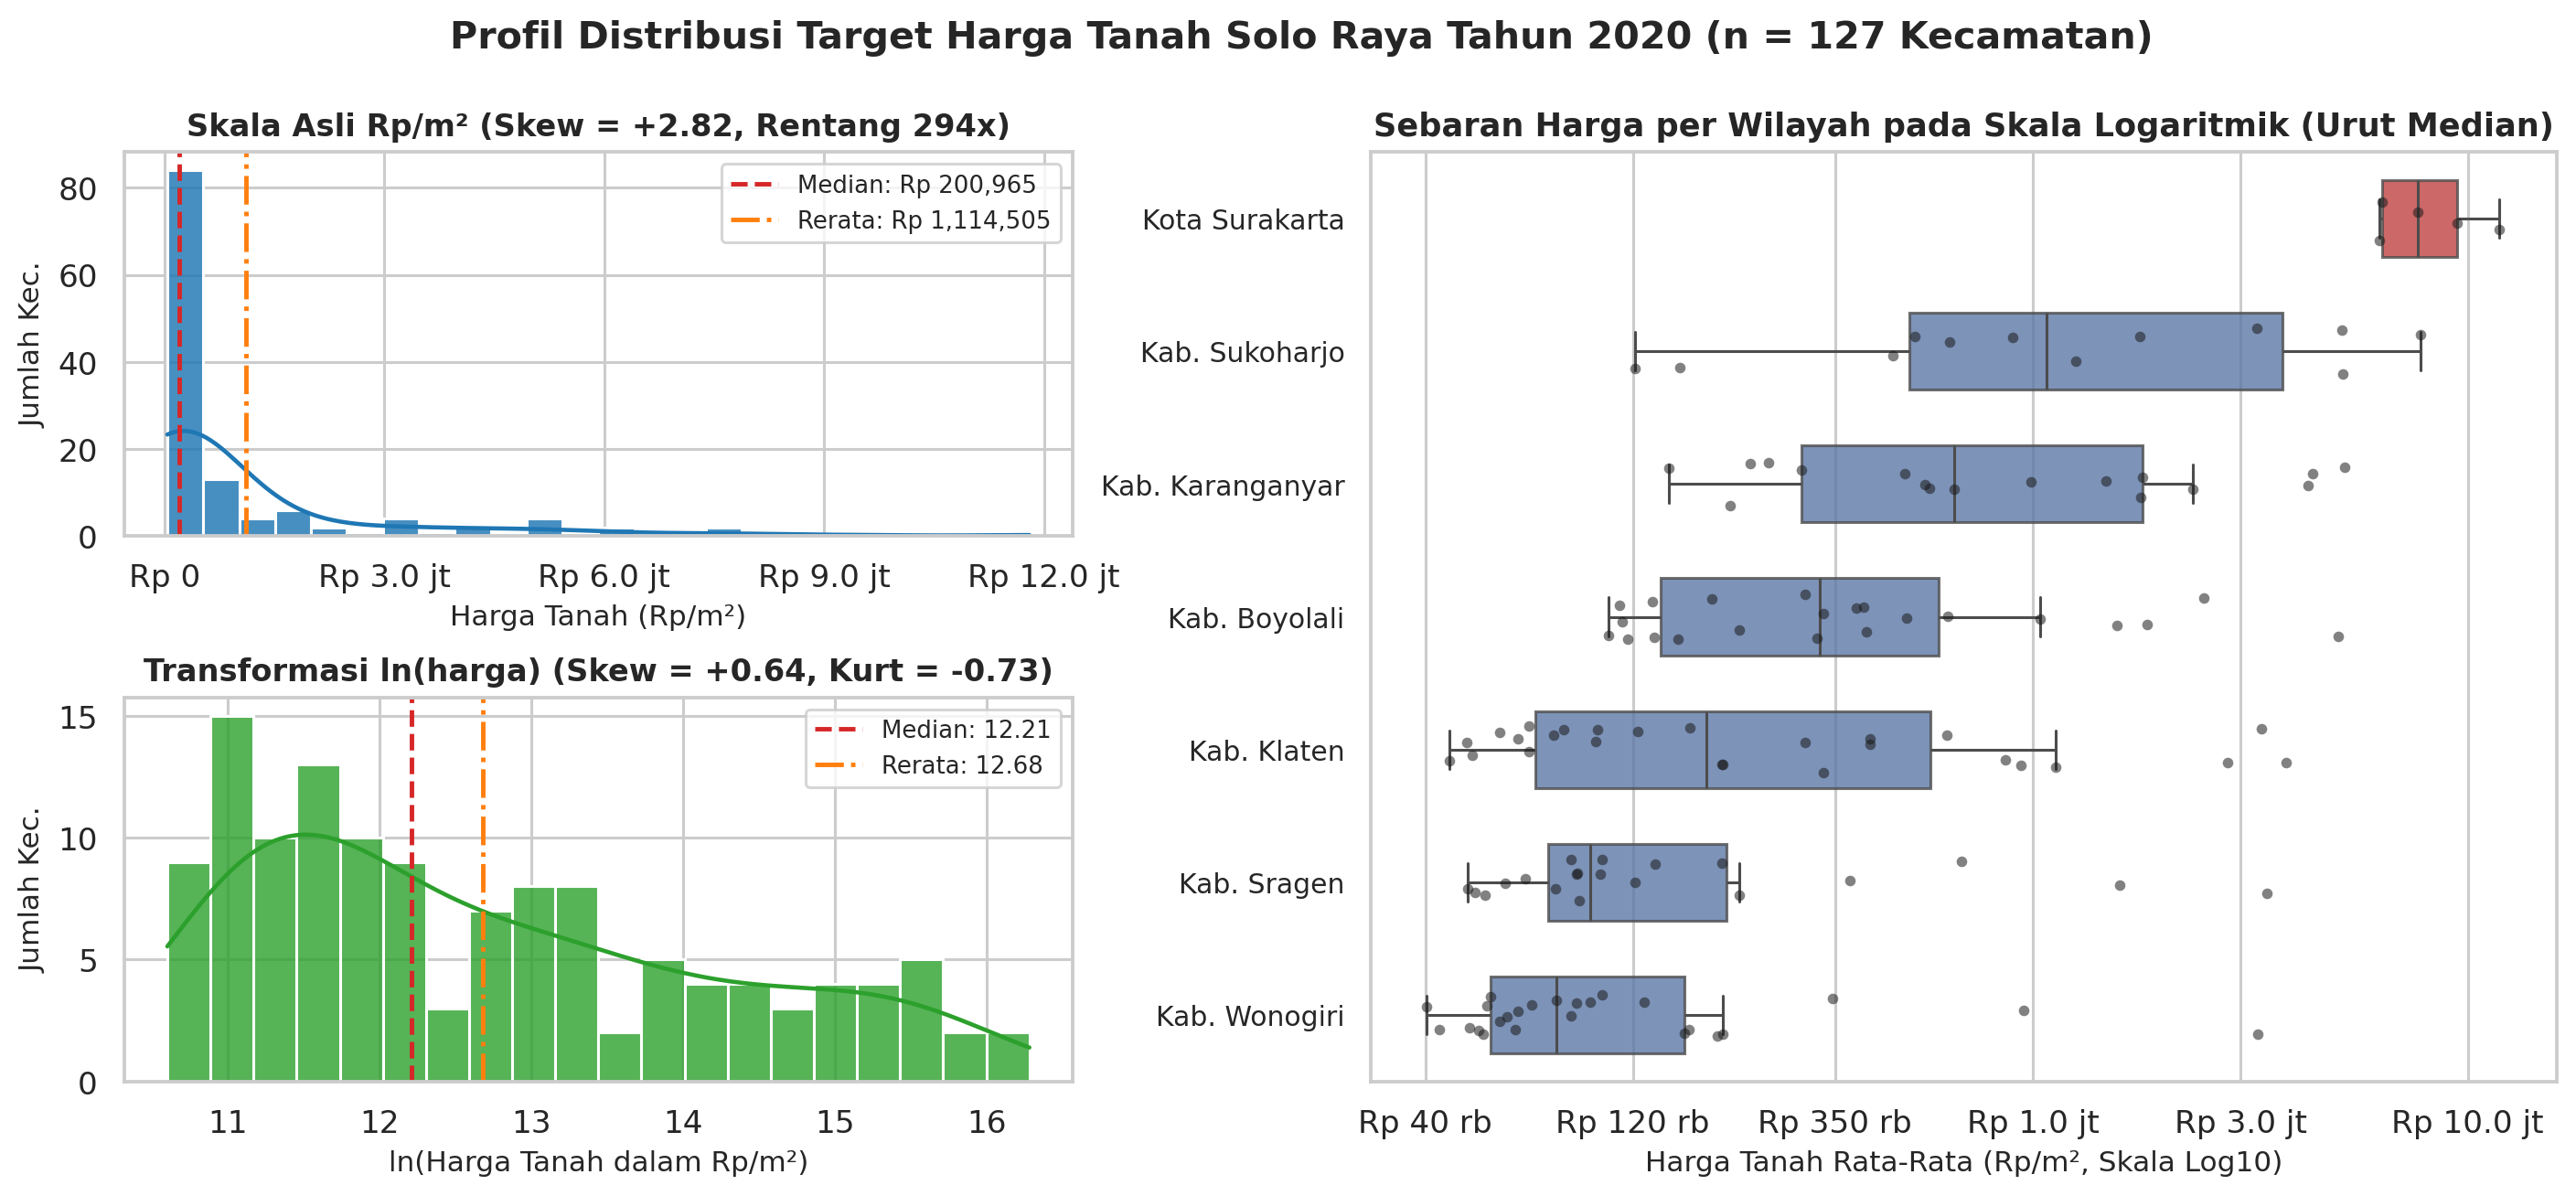 Profil Distribusi Target Harga Tanah Solo Raya Tahun 2020 (n = 127 Kecamatan)
Skala Asli Rp/m² (Skew = +2.82, Rentang 294x)
Median: Rp 200,965
Rerata: Rp 1,114,505
Jumlah Kec.
80
60
40
20
0
Rp 0
Rp 3.0 jt
Rp 6.0 jt
Rp 9.0 jt
Rp 12.0 jt
Harga Tanah (Rp/m²)
Transformasi ln(harga) (Skew = +0.64, Kurt = -0.73)
Median: 12.21
Rerata: 12.68
Jumlah Kec.
15
10
5
0
11
12
13
14
15
16
ln(Harga Tanah dalam Rp/m²)
Sebaran Harga per Wilayah pada Skala Logaritmik (Urut Median)
Kota Surakarta
Kab. Sukoharjo
Kab. Karanganyar
Kab. Boyolali
Kab. Klaten
Kab. Sragen
Kab. Wonogiri
Rp 40 rb
Rp 120 rb
Rp 350 rb
Rp 1.0 jt
Rp 3.0 jt
Rp 10.0 jt
Harga Tanah Rata-Rata (Rp/m², Skala Log10)